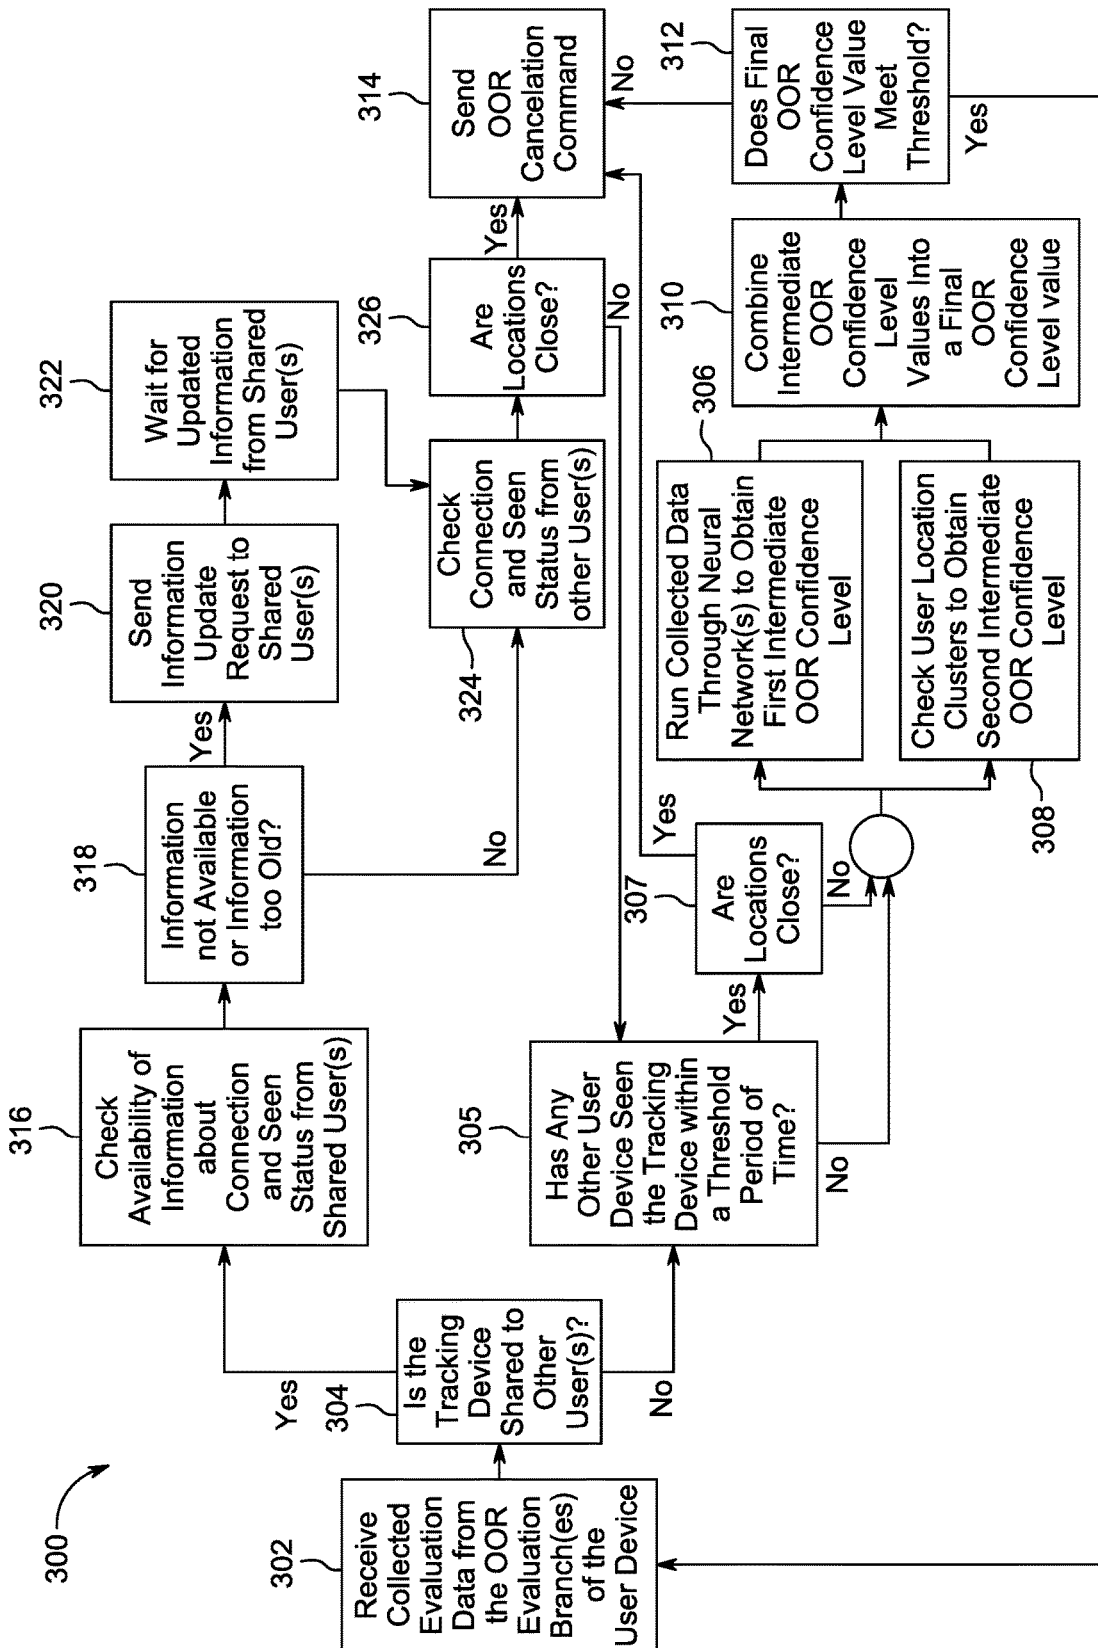 300
302
Receive
Collected
Evaluation
Data from
the OOR
Evaluation
Branch(es)
of the
User Device
304
Is the
Tracking
Device
Shared to
Other
User(s)?
Yes
No
316
Check
Availability of
Information
about
Connection
and Seen
Status from
Shared User(s)
318
Information
not Available
or Information
too Old?
Yes
No
320
Send
Information
Update
Request to
Shared
User(s)
322
Wait for
Updated
Information
from Shared
User(s)
324
Check
Connection
and Seen
Status from
other User(s)
326
Are
Locations
Close?
Yes
No
314
Send
OOR
Cancelation
Command
305
Has Any
Other User
Device Seen
the Tracking
Device within
a Threshold
Period of
Time?
Yes
No
307
Are
Locations
Close?
Yes
No
306
Run Collected Data
Through Neural
Network(s) to Obtain
First Intermediate
OOR Confidence
Level
308
Check User Location
Clusters to Obtain
Second Intermediate
OOR Confidence
Level
310
Combine
Intermediate
OOR
Confidence
Level
Values Into
a Final
OOR
Confidence
Level value
312
Does Final
OOR
Confidence
Level Value
Meet
Threshold?
No
Yes